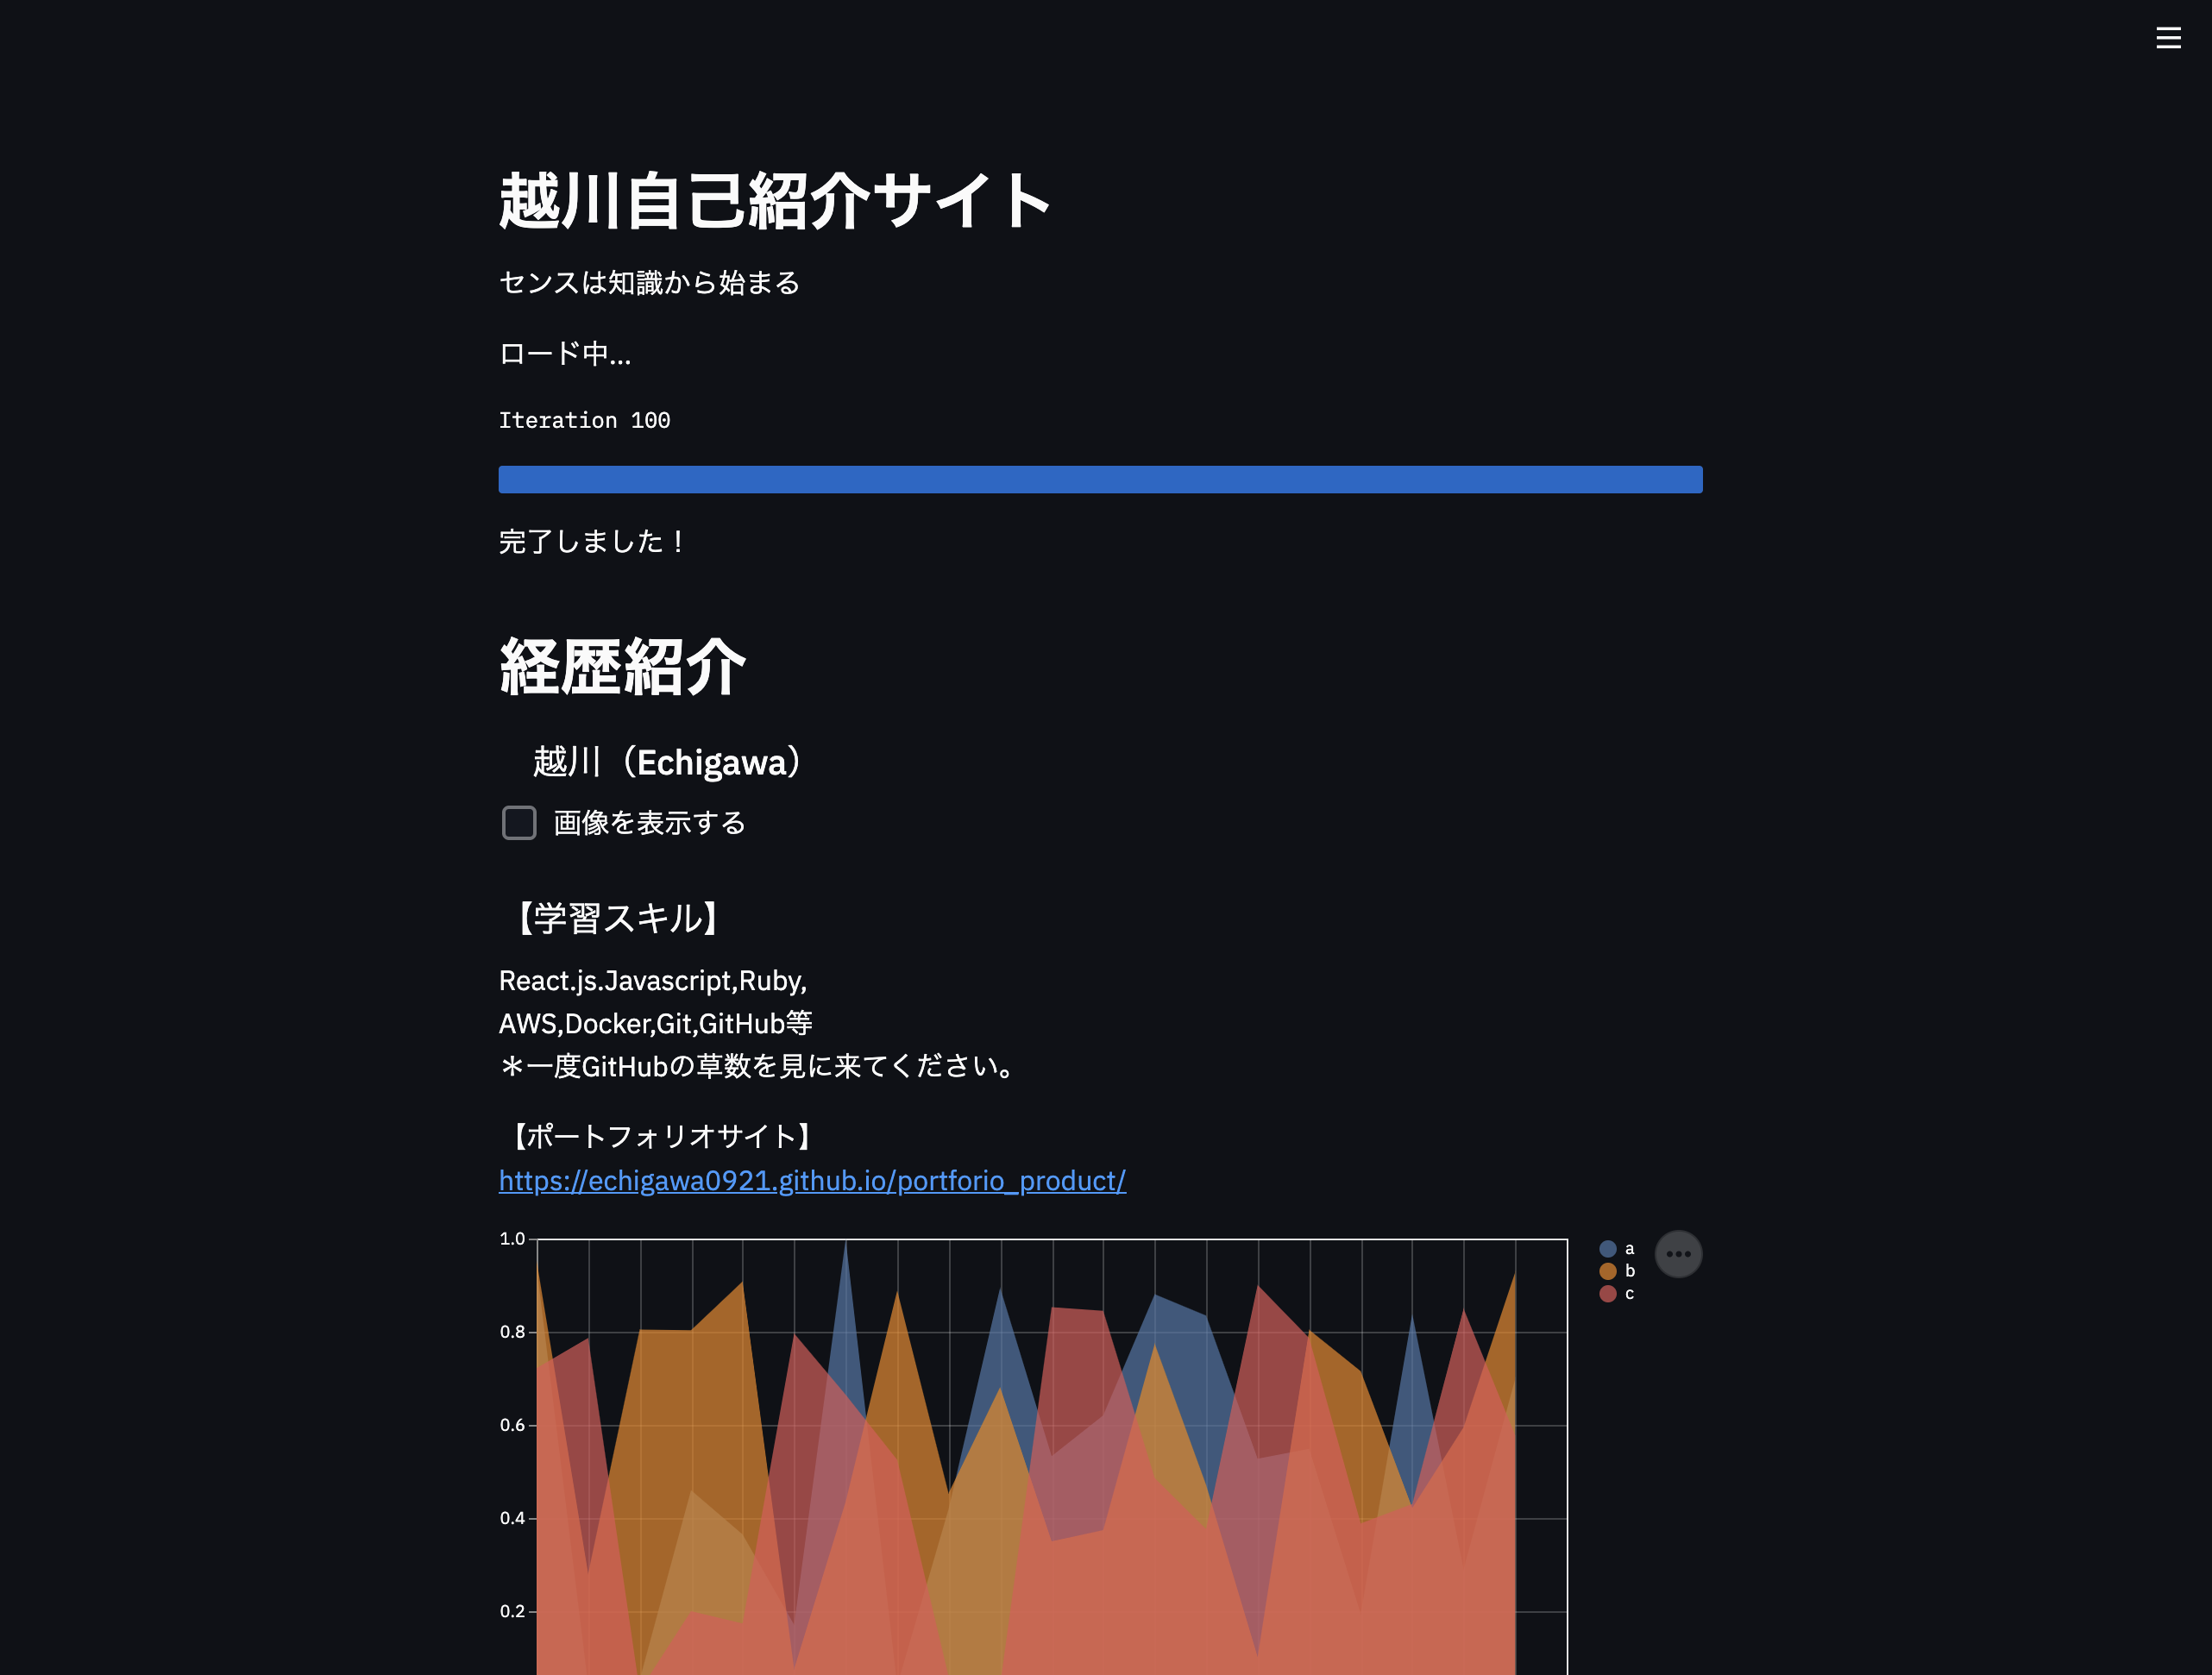 越川自己紹介サイト
センスは知識から始まる
ロード中...
Iteration 100
完了しました！
経歴紹介
越川（Echigawa）
画像を表示する
【学習スキル】
React.js.Javascript,Ruby,
AWS,Docker,Git,GitHub等
＊一度GitHubの草数を見に来てください。
【ポートフォリオサイト】
https://echigawa0921.github.io/portforio_product/
1.0
0.8
0.6
0.4
0.2
a
b
c